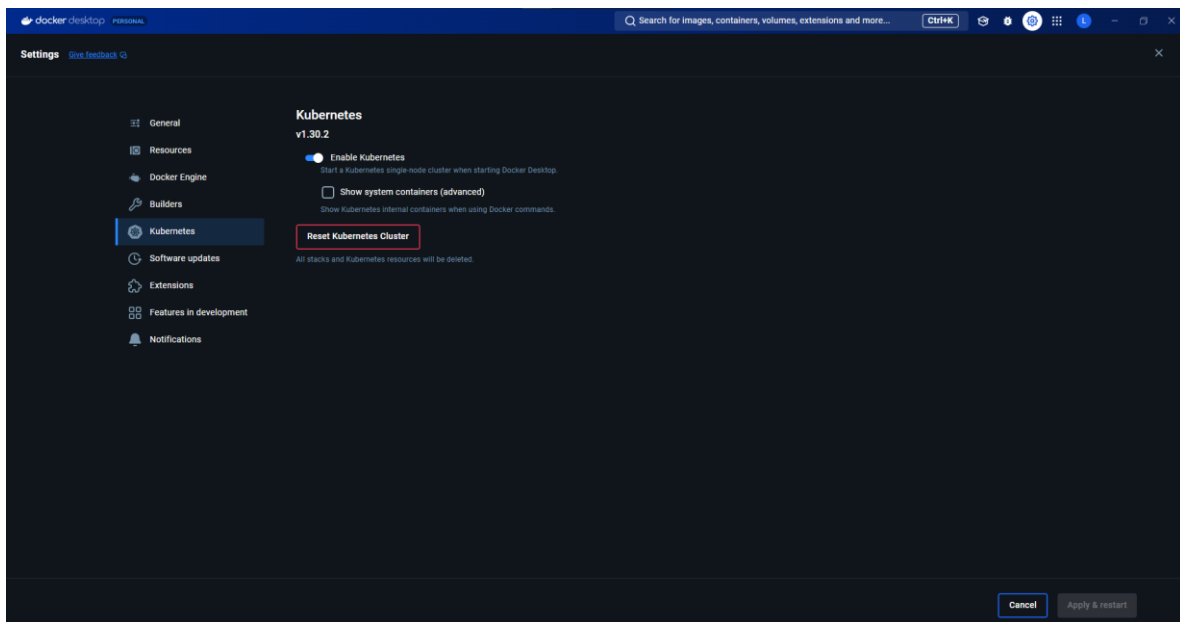 docker desktop PERSONAL
Search for images, containers, volumes, extensions and more... Ctrl+K
L
Settings Give feedback
General
Resources
Docker Engine
Builders
Kubernetes
Software updates
Extensions
Features in development
Notifications
Kubernetes
v1.30.2
Enable Kubernetes
Start a Kubernetes single-node cluster when starting Docker Desktop.
Show system containers (advanced)
Show Kubernetes internal containers when using Docker commands.
Reset Kubernetes Cluster
All stacks and Kubernetes resources will be deleted.
Cancel Apply & restart